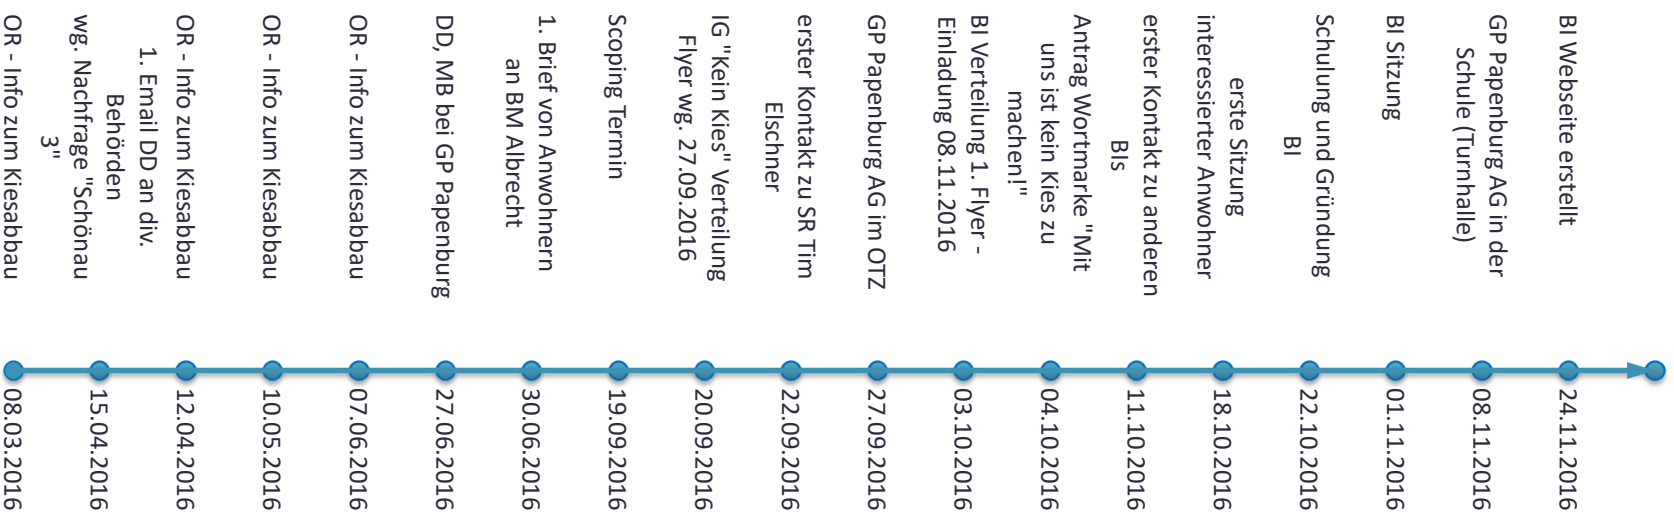 BI Webseite erstellt
24.11.2016
GP Papenburg AG in der
Schule (Turnhalle)
08.11.2016
BI Sitzung
01.11.2016
Schulung und Gründung
BI
22.10.2016
erste Sitzung
interessierter Anwohner
18.10.2016
erster Kontakt zu anderen
BIs
11.10.2016
Antrag Wortmarke "Mit
uns ist kein Kies zu
machen!"
04.10.2016
BI Verteilung 1. Flyer -
Einladung 08.11.2016
03.10.2016
GP Papenburg AG im OTZ
27.09.2016
erster Kontakt zu SR Tim
Elschner
22.09.2016
IG "Kein Kies" Verteilung
Flyer wg. 27.09.2016
20.09.2016
Scoping Termin
19.09.2016
1. Brief von Anwohnern
an BM Albrecht
30.06.2016
DD, MB bei GP Papenburg
27.06.2016
OR - Info zum Kiesabbau
07.06.2016
OR - Info zum Kiesabbau
10.05.2016
OR - Info zum Kiesabbau
12.04.2016
1. Email DD an div.
Behörden
wg. Nachfrage "Schönau
3"
15.04.2016
OR - Info zum Kiesabbau
08.03.2016